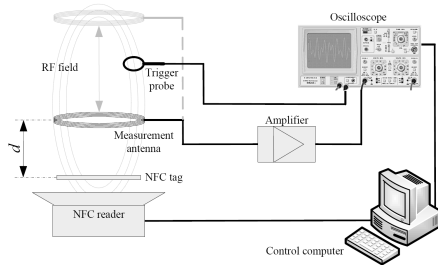 Oscilloscope
RF field
Trigger
probe
Measurement
antenna
Amplifier
d
NFC tag
NFC reader
Control computer